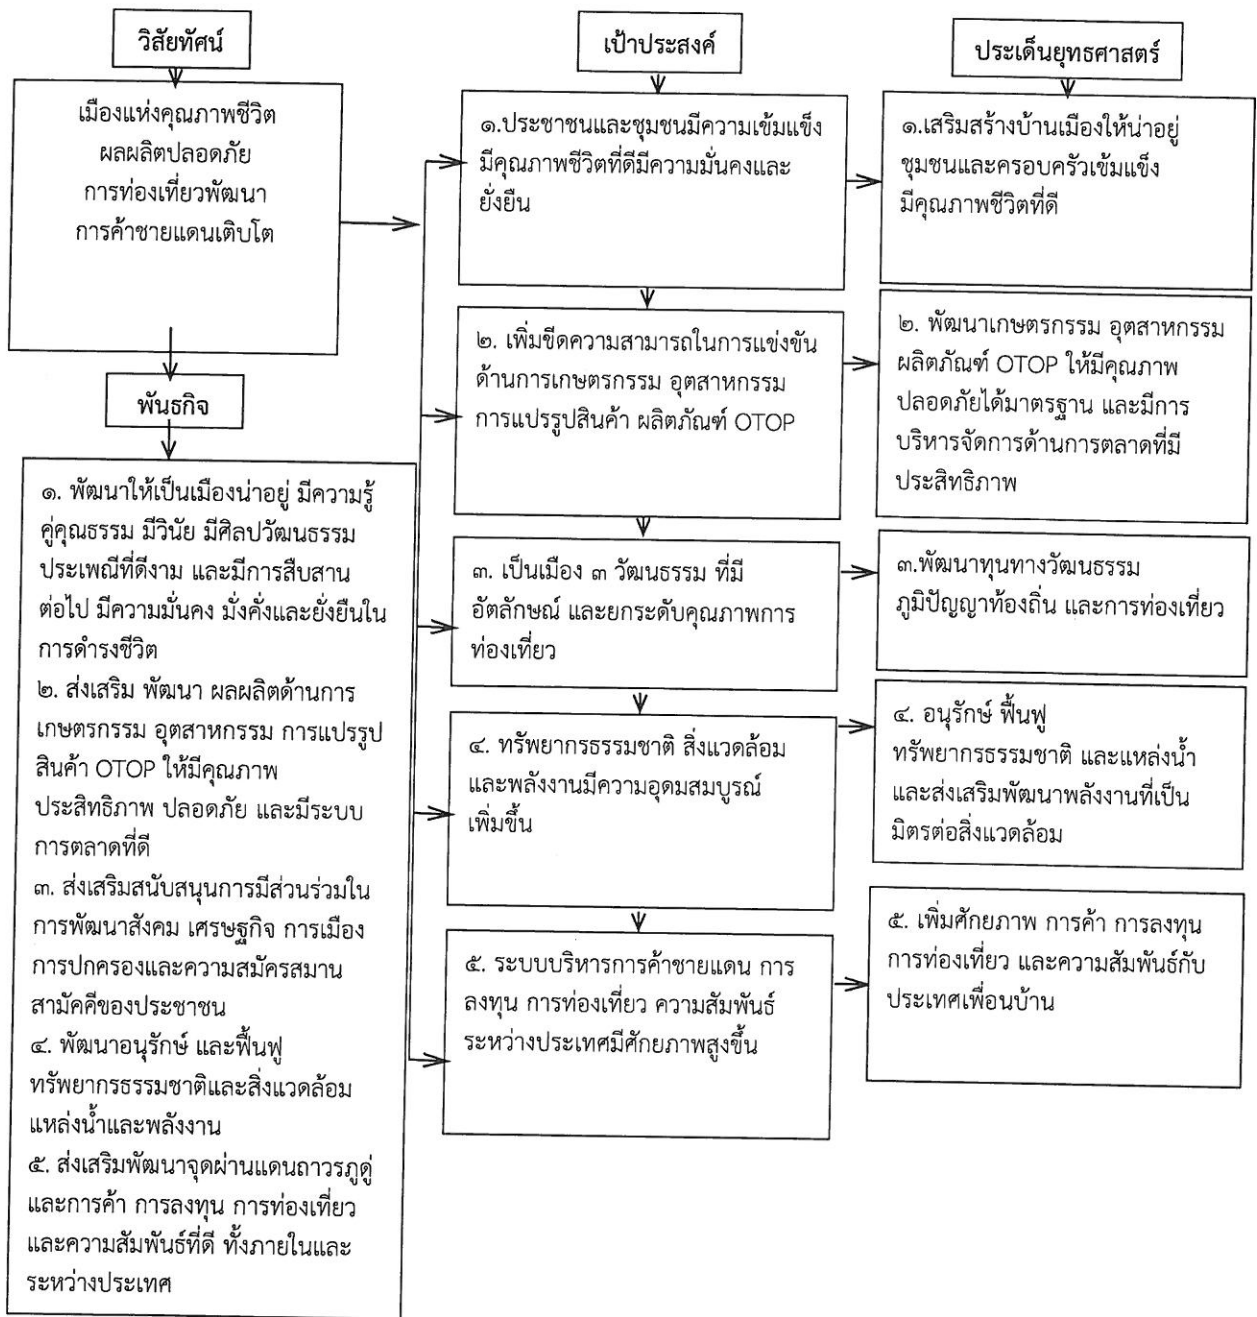 วิสัยทัศน์
เมืองแห่งคุณภาพชีวิต
ผลผลิตปลอดภัย
การท่องเที่ยวพัฒนา
การค้าชายแดนเติบโต
พันธกิจ
๑. พัฒนาให้เป็นเมืองน่าอยู่ มีความรู้
คู่คุณธรรม มีวินัย มีศิลปวัฒนธรรม
ประเพณีที่ดีงาม และมีการสืบสาน
ต่อไป มีความมั่นคง มั่งคั่งและยั่งยืนใน
การดำรงชีวิต
๒. ส่งเสริม พัฒนา ผลผลิตด้านการ
เกษตรกรรม อุตสาหกรรม การแปรรูป
สินค้า OTOP ให้มีคุณภาพ
ประสิทธิภาพ ปลอดภัย และมีระบบ
การตลาดที่ดี
๓. ส่งเสริมสนับสนุนการมีส่วนร่วมใน
การพัฒนาสังคม เศรษฐกิจ การเมือง
การปกครองและความสมัครสมาน
สามัคคีของประชาชน
๔. พัฒนาอนุรักษ์ และฟื้นฟู
ทรัพยากรธรรมชาติและสิ่งแวดล้อม
แหล่งน้ำและพลังงาน
๕. ส่งเสริมพัฒนาจุดผ่านแดนถาวรภูดู่
และการค้า การลงทุน การท่องเที่ยว
และความสัมพันธ์ที่ดี ทั้งภายในและ
ระหว่างประเทศ
เป้าประสงค์
๑.ประชาชนและชุมชนมีความเข้มแข็ง
มีคุณภาพชีวิตที่ดีมีความมั่นคงและ
ยั่งยืน
๒. เพิ่มขีดความสามารถในการแข่งขัน
ด้านการเกษตรกรรม อุตสาหกรรม
การแปรรูปสินค้า ผลิตภัณฑ์ OTOP
๓. เป็นเมือง ๓ วัฒนธรรม ที่มี
อัตลักษณ์ และยกระดับคุณภาพการ
ท่องเที่ยว
๔. ทรัพยากรธรรมชาติ สิ่งแวดล้อม
และพลังงานมีความอุดมสมบูรณ์
เพิ่มขึ้น
๕. ระบบบริหารการค้าชายแดน การ
ลงทุน การท่องเที่ยว ความสัมพันธ์
ระหว่างประเทศมีศักยภาพสูงขึ้น
ประเด็นยุทธศาสตร์
๑.เสริมสร้างบ้านเมืองให้น่าอยู่
ชุมชนและครอบครัวเข้มแข็ง
มีคุณภาพชีวิตที่ดี
๒. พัฒนาเกษตรกรรม อุตสาหกรรม
ผลิตภัณฑ์ OTOP ให้มีคุณภาพ
ปลอดภัยได้มาตรฐาน และมีการ
บริหารจัดการด้านการตลาดที่มี
ประสิทธิภาพ
๓.พัฒนาทุนทางวัฒนธรรม
ภูมิปัญญาท้องถิ่น และการท่องเที่ยว
๔. อนุรักษ์ ฟื้นฟู
ทรัพยากรธรรมชาติ และแหล่งน้ำ
และส่งเสริมพัฒนาพลังงานที่เป็น
มิตรต่อสิ่งแวดล้อม
๕. เพิ่มศักยภาพ การค้า การลงทุน
การท่องเที่ยว และความสัมพันธ์กับ
ประเทศเพื่อนบ้าน